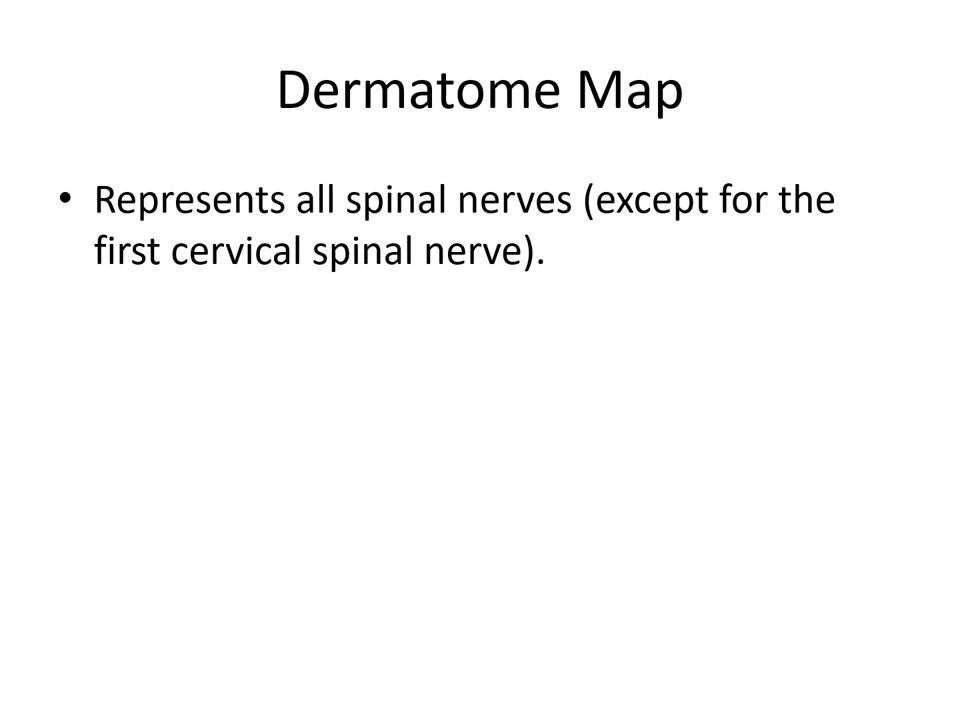 Dermatome Map
• Represents all spinal nerves (except for the
first cervical spinal nerve).